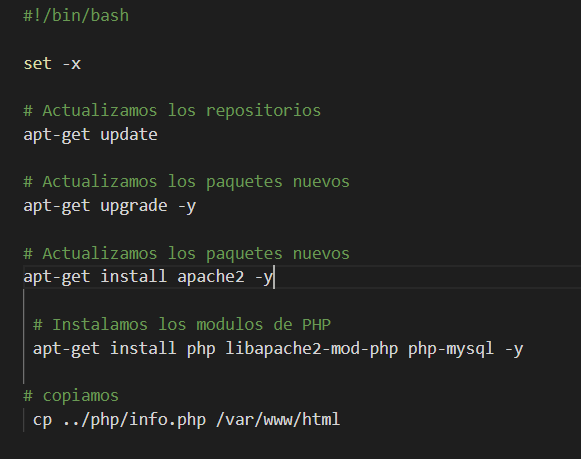 #!/bin/bash
set -x
# Actualizamos los repositorios
apt-get update
# Actualizamos los paquetes nuevos
apt-get upgrade -y
# Actualizamos los paquetes nuevos
apt-get install apache2 -y
# Instalamos los modulos de PHP
apt-get install php libapache2-mod-php php-mysql -y
# copiamos
cp ../php/info.php /var/www/html